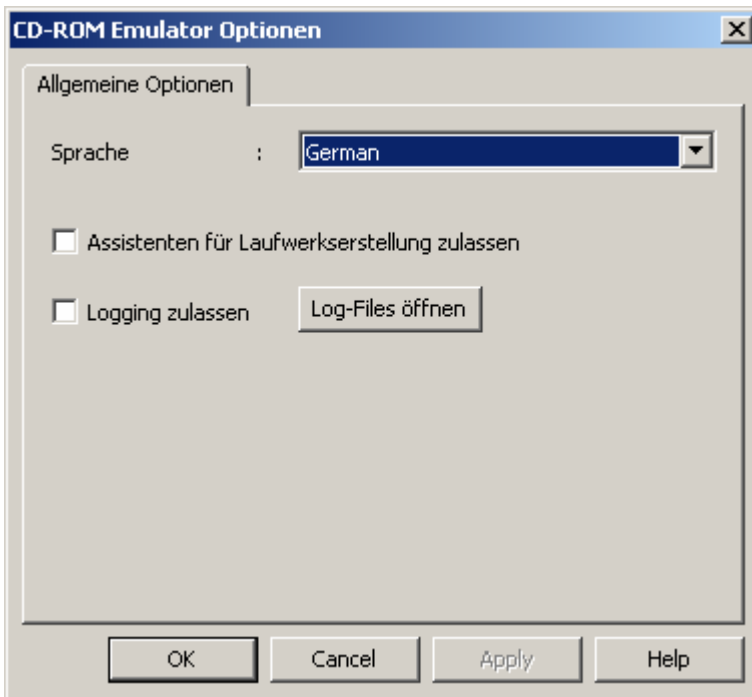 CD-ROM Emulator Optionen
Allgemeine Optionen
Sprache : German
Assistenten für Laufwerkserstellung zulassen
Logging zulassen Log-Files öffnen
OK Cancel Apply Help